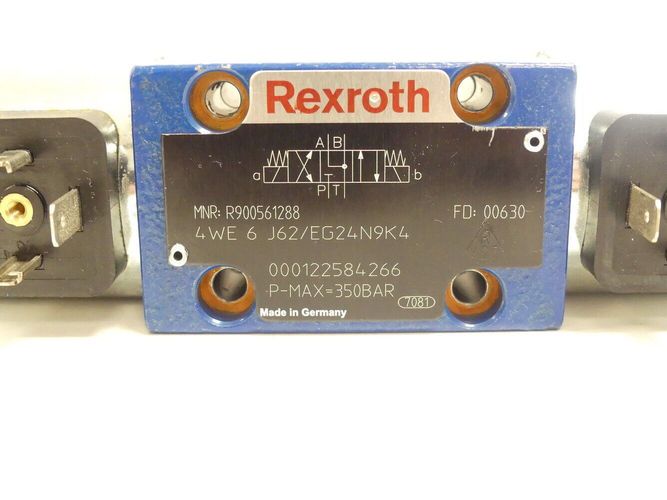 Rexroth
A B
a b
P T
MNR: R900561288 FD: 00630
4WE 6 J62/EG24N9K4
000122584266
P-MAX=350BAR 7081
Made in Germany